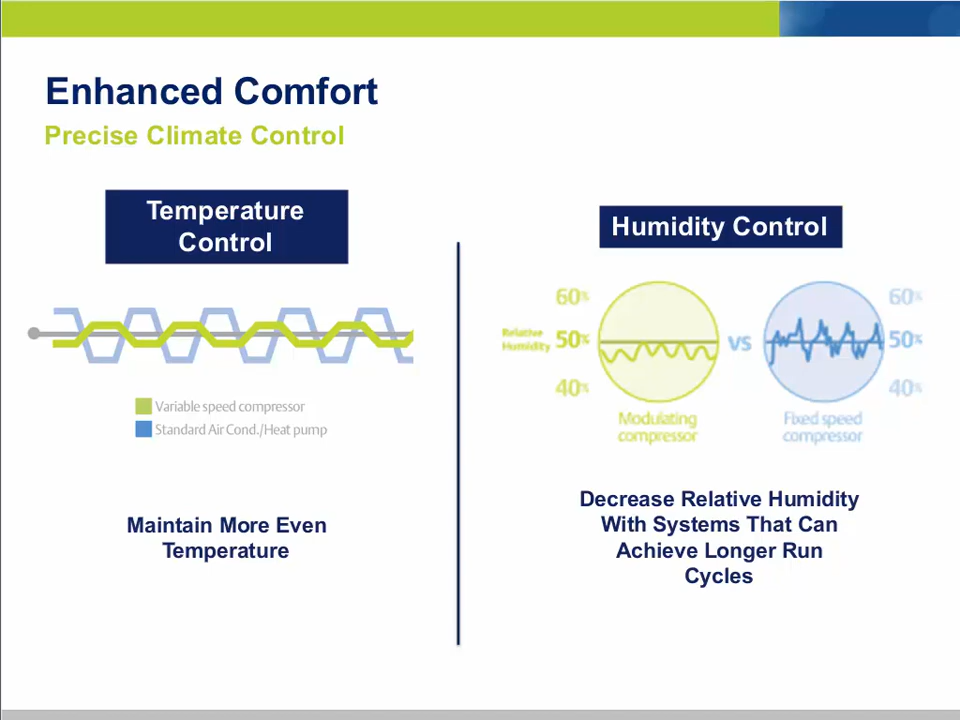 Enhanced Comfort
Precise Climate Control
Temperature
Control
Variable speed compressor
Standard Air Cond./Heat pump
Maintain More Even
Temperature
Humidity Control
60%
Relative
Humidity
50%
40%
Modulating
compressor
VS
60%
50%
40%
Fixed speed
compressor
Decrease Relative Humidity
With Systems That Can
Achieve Longer Run
Cycles